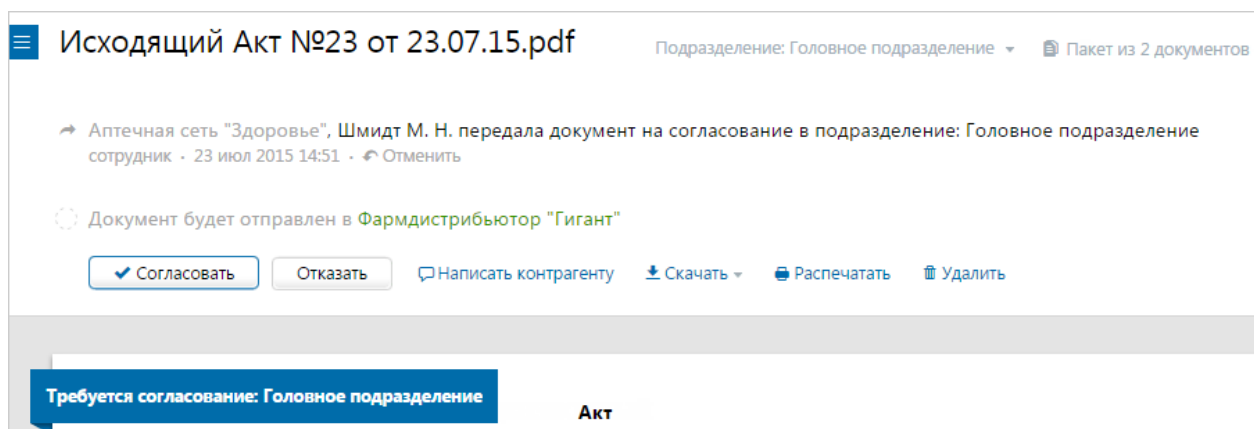 Исходящий Акт №23 от 23.07.15.pdf Подразделение: Головное подразделение Пакет из 2 документов
Аптечная сеть "Здоровье", Шмидт М. Н. передала документ на согласование в подразделение: Головное подразделение
сотрудник · 23 июл 2015 14:51 · Отменить
Документ будет отправлен в Фармдистрибьютор "Гигант"
Согласовать Отказать Написать контрагенту Скачать Распечатать Удалить
Требуется согласование: Головное подразделение
Акт